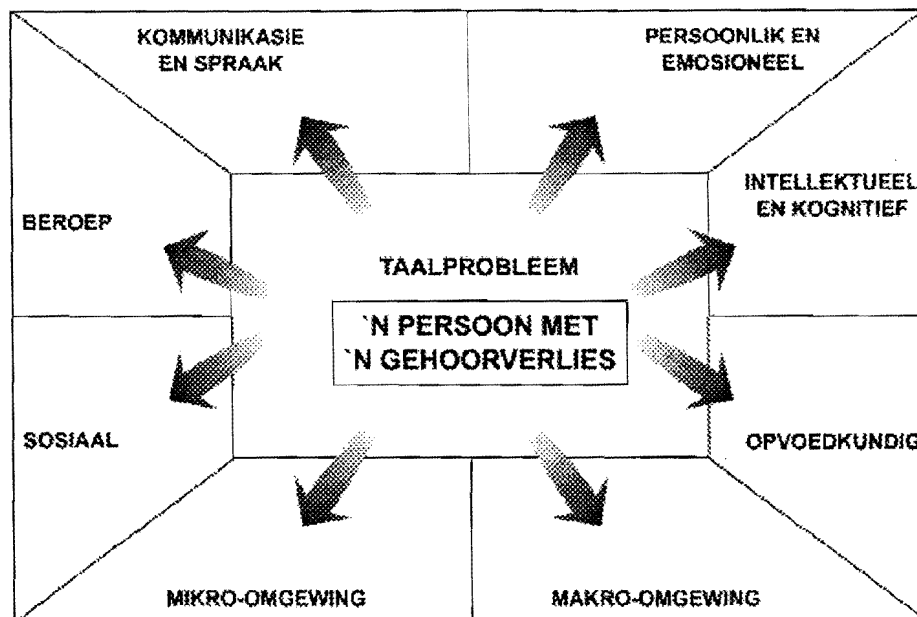 KOMMUNIKASIE
EN SPRAAK
PERSOONLIK EN
EMOSIONEEL
INTELLEKTUEEL
EN KOGNITIEF
BEROEP
TAALPROBLEEM
`N PERSOON MET
`N GEHOORVERLIES
SOSIAAL
OPVOEDKUNDIG
MIKRO-OMGEWING
MAKRO-OMGEWING